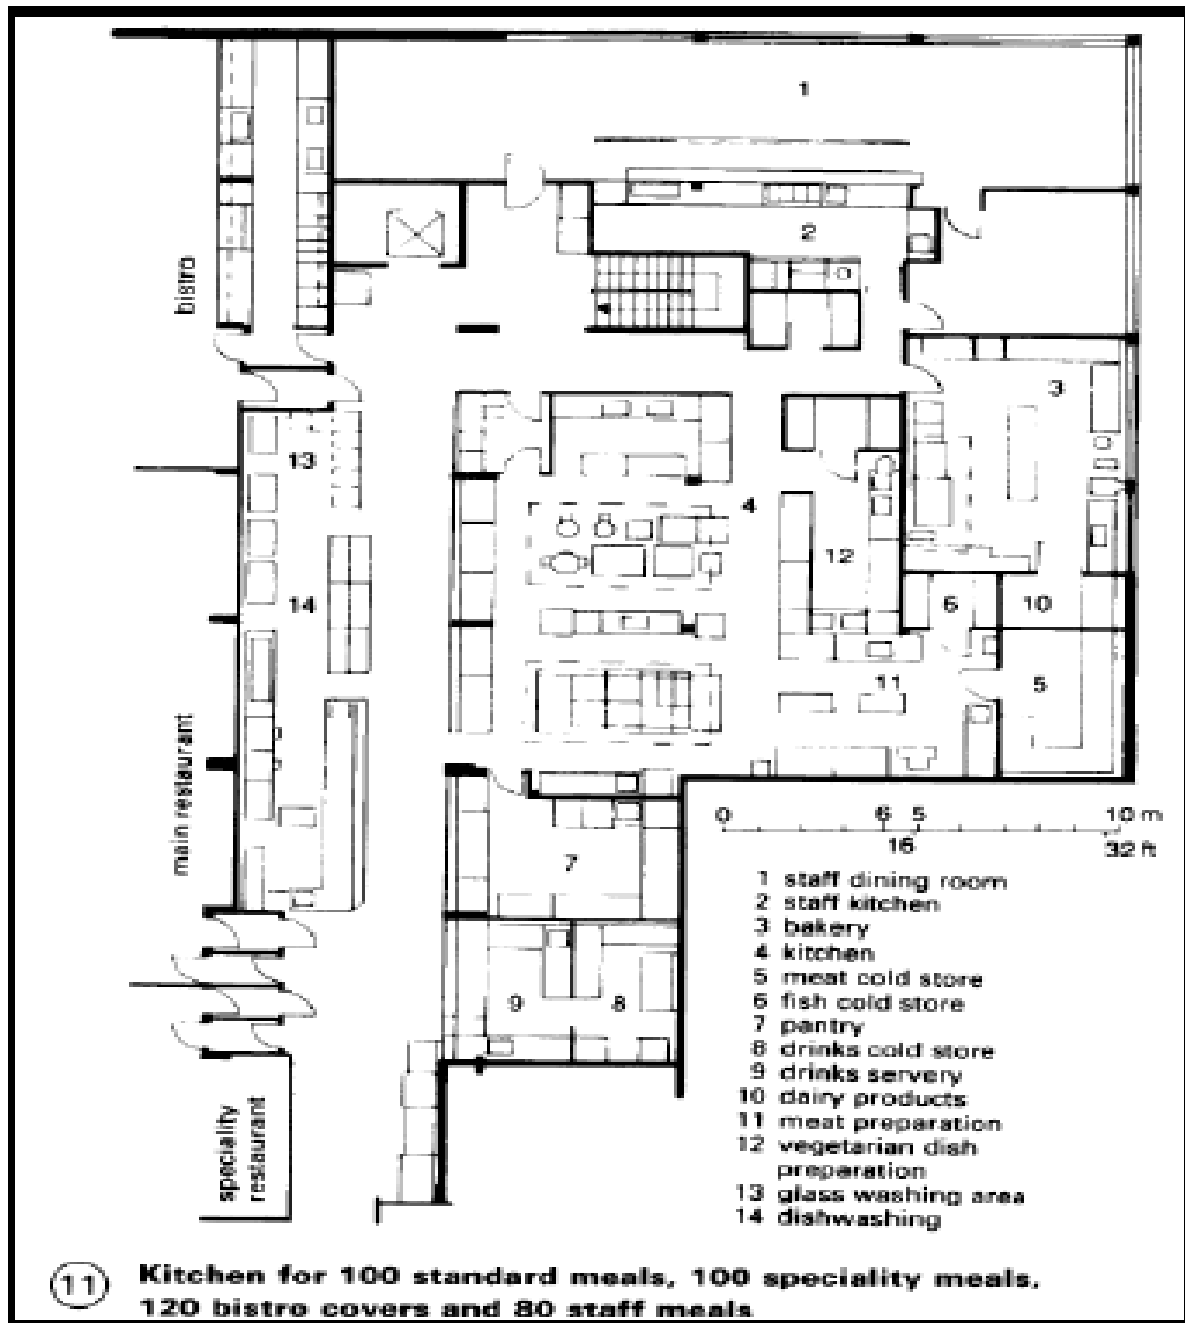 1
2
bistro
3
13
4
12
14
6
10
11
5
main restaurant
0 6 5 10 m
16 32 ft
7
1 staff dining room
2 staff kitchen
3 bakery
4 kitchen
5 meat cold store
6 fish cold store
7 pantry
8 drinks cold store
9 drinks servery
10 dairy products
11 meat preparation
12 vegetarian dish
preparation
13 glass washing area
14 dishwashing
9
8
speciality
restaurant
11 Kitchen for 100 standard meals, 100 speciality meals,
120 bistro covers and 80 staff meals